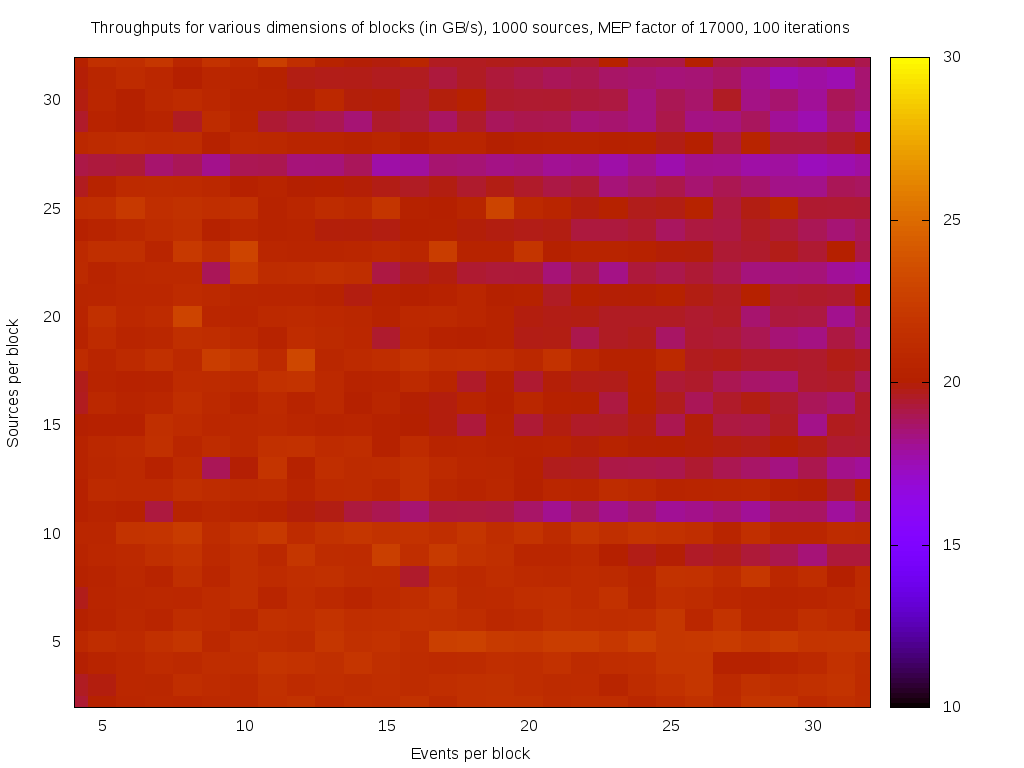 Throughputs for various dimensions of blocks (in GB/s), 1000 sources, MEP factor of 17000, 100 iterations
30
25
20
15
10
5
Sources per block
5 10 15 20 25 30
Events per block
30
25
20
15
10